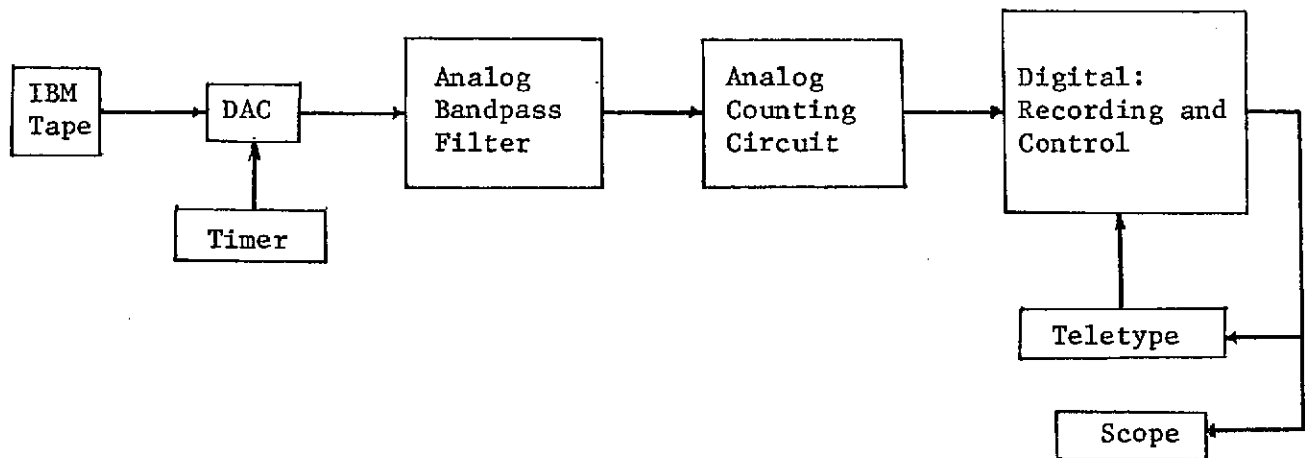 IBM
Tape
DAC
Timer
Analog
Bandpass
Filter
Analog
Counting
Circuit
Digital:
Recording and
Control
Teletype
Scope